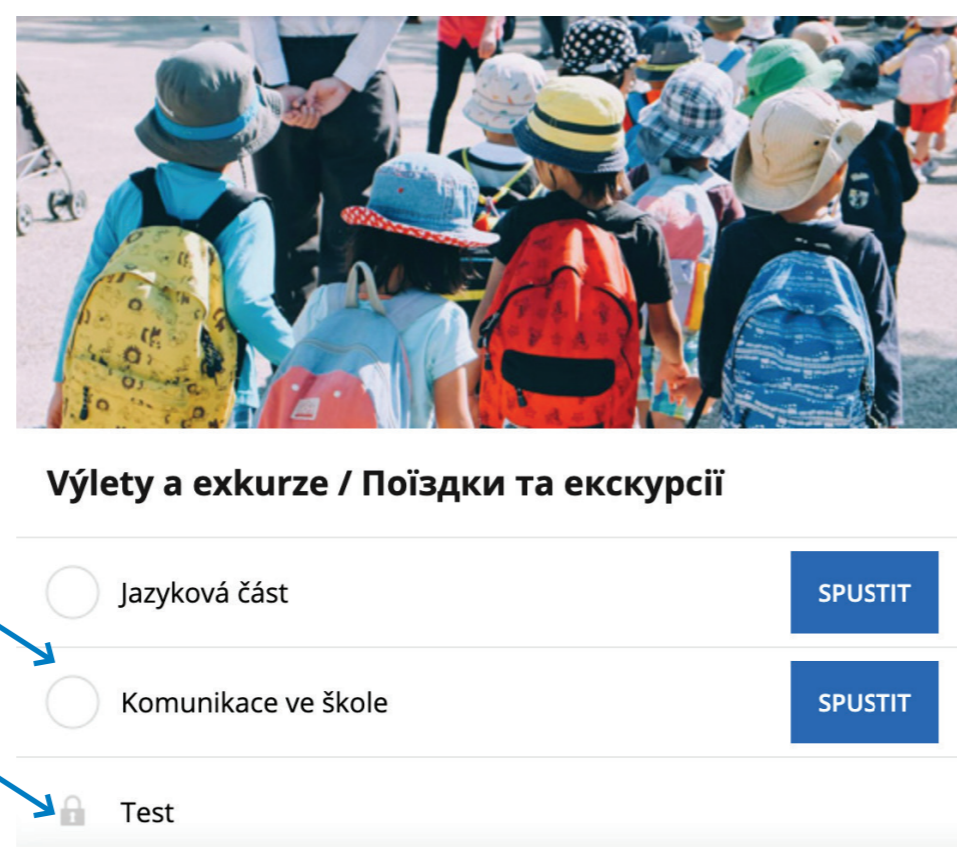 Výlety a exkurze / Поїздки та екскурсії
Jazyková část SPUSTIT
Komunikace ve škole SPUSTIT
Test